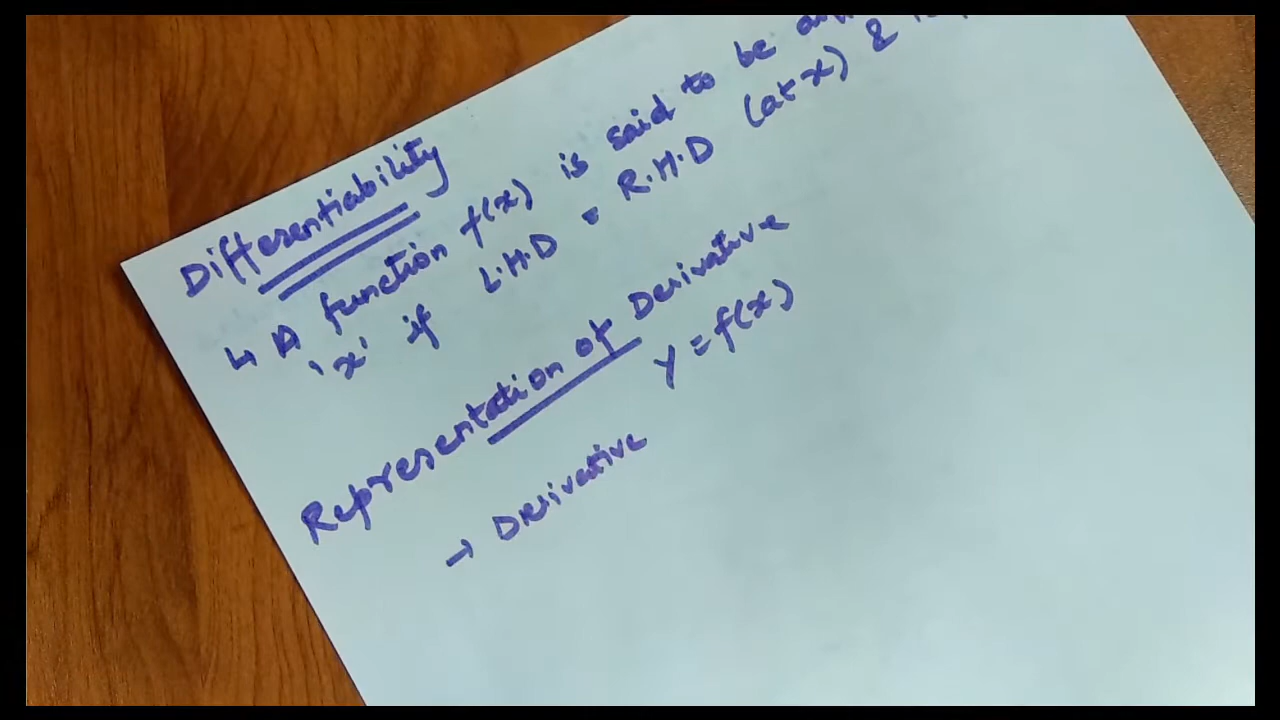 Differentiability
↳ A function f(x) is said to be
'x' if L.H.D = R.H.D (at x) &
Representation of Derivative
y = f(x)
→ Derivative